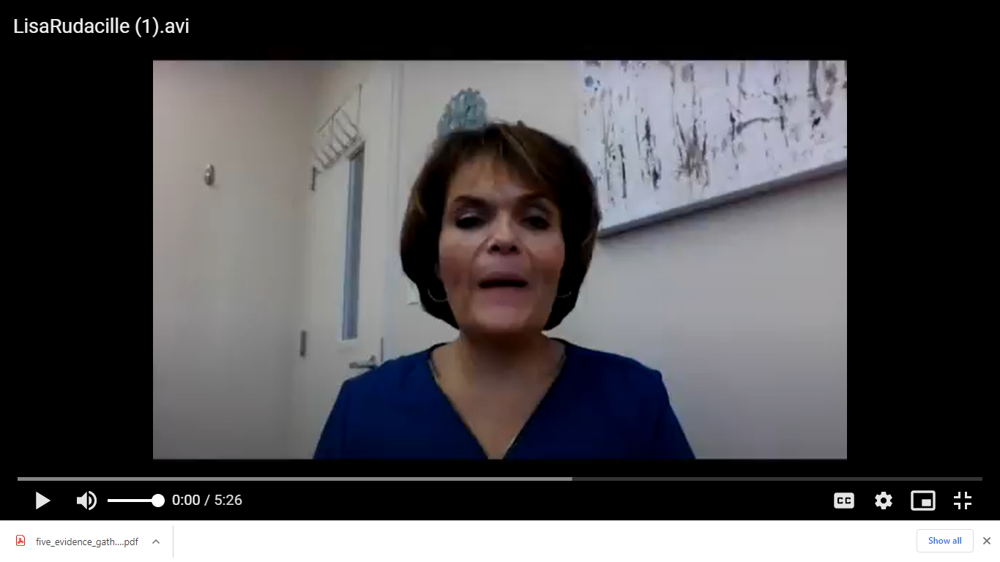 LisaRudacille (1).avi
0:00 / 5:26
CC
five_evidence_gath....pdf
Show all